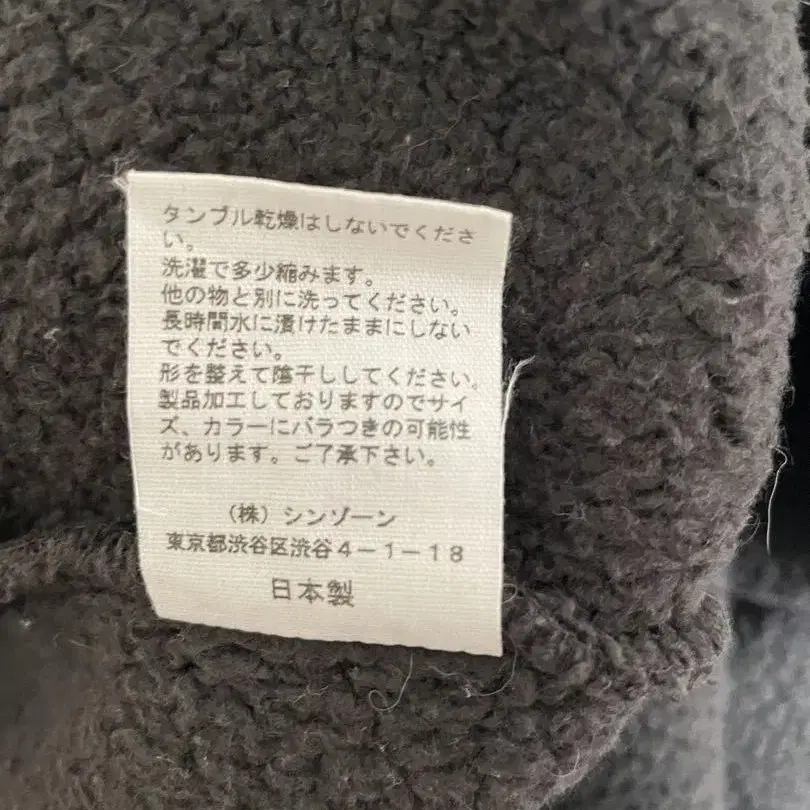 タンブル乾燥はしないでくださ
い。
洗濯で多少縮みます。
他の物と別に洗ってください。
長時間水に漬けたままにしない
でください。
形を整えて陰干ししてください。
製品加工しておりますのでサイ
ズ、カラーにバラつきの可能性
があります。ご了承下さい。
（株）シンゾーン
東京都渋谷区渋谷4－1－18
日本製